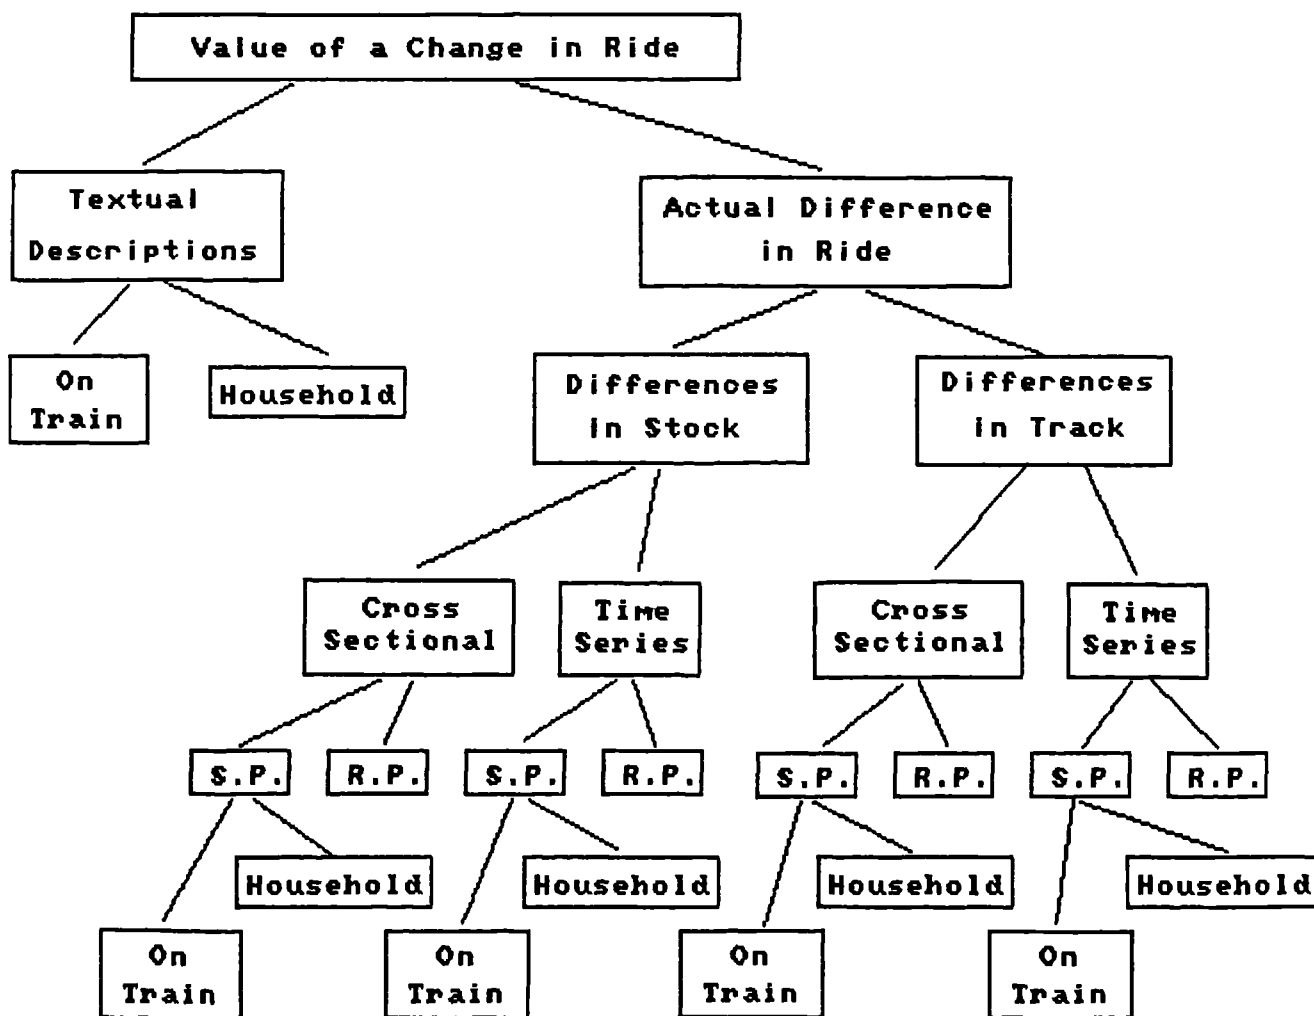 Value of a Change in Ride
Textual
Descriptions
Actual Difference
in Ride
On
Train
Household
Differences
in Stock
Differences
in Track
Cross
Sectional
Time
Series
Cross
Sectional
Time
Series
S.P.
R.P.
S.P.
R.P.
S.P.
R.P.
S.P.
R.P.
Household
Household
Household
Household
On
Train
On
Train
On
Train
On
Train